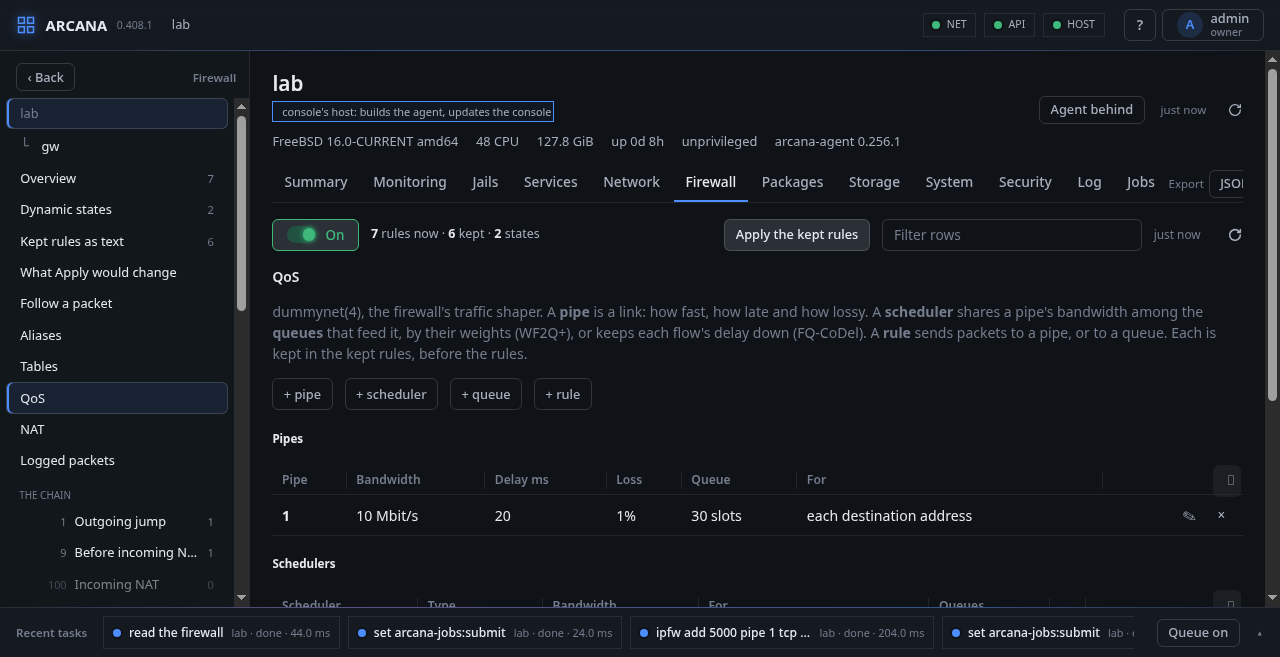 ARCANA 0.408.1 lab NET API HOST ? A admin
owner
‹ Back Firewall
lab
└ gw
Overview 7
Dynamic states 2
Kept rules as text 6
What Apply would change
Follow a packet
Aliases
Tables
QoS
NAT
Logged packets
THE CHAIN
1 Outgoing jump 1
9 Before incoming N... 1
100 Incoming NAT 0
lab
console's host: builds the agent, updates the console
Agent behind just now
FreeBSD 16.0-CURRENT amd64 48 CPU 127.8 GiB up 0d 8h unprivileged arcana-agent 0.256.1
Summary Monitoring Jails Services Network Firewall Packages Storage System Security Log Jobs Export
On 7 rules now · 6 kept · 2 states Apply the kept rules Filter rows just now
QoS
dummynet(4), the firewall's traffic shaper. A pipe is a link: how fast, how late and how lossy. A scheduler shares a pipe's bandwidth among the
queues that feed it, by their weights (WF2Q+), or keeps each flow's delay down (FQ-CoDel). A rule sends packets to a pipe, or to a queue. Each is
kept in the kept rules, before the rules.
+ pipe + scheduler + queue + rule
Pipes
Pipe Bandwidth Delay ms Loss Queue For
1 10 Mbit/s 20 1% 30 slots each destination address ✎ ×
Schedulers
Scheduler Type Bandwidth For Queues
Recent tasks read the firewall lab · done · 44.0 ms set arcana-jobs:submit lab · done · 24.0 ms ipfw add 5000 pipe 1 tcp ... lab · done · 204.0 ms set arcana-jobs:submit lab · Queue on